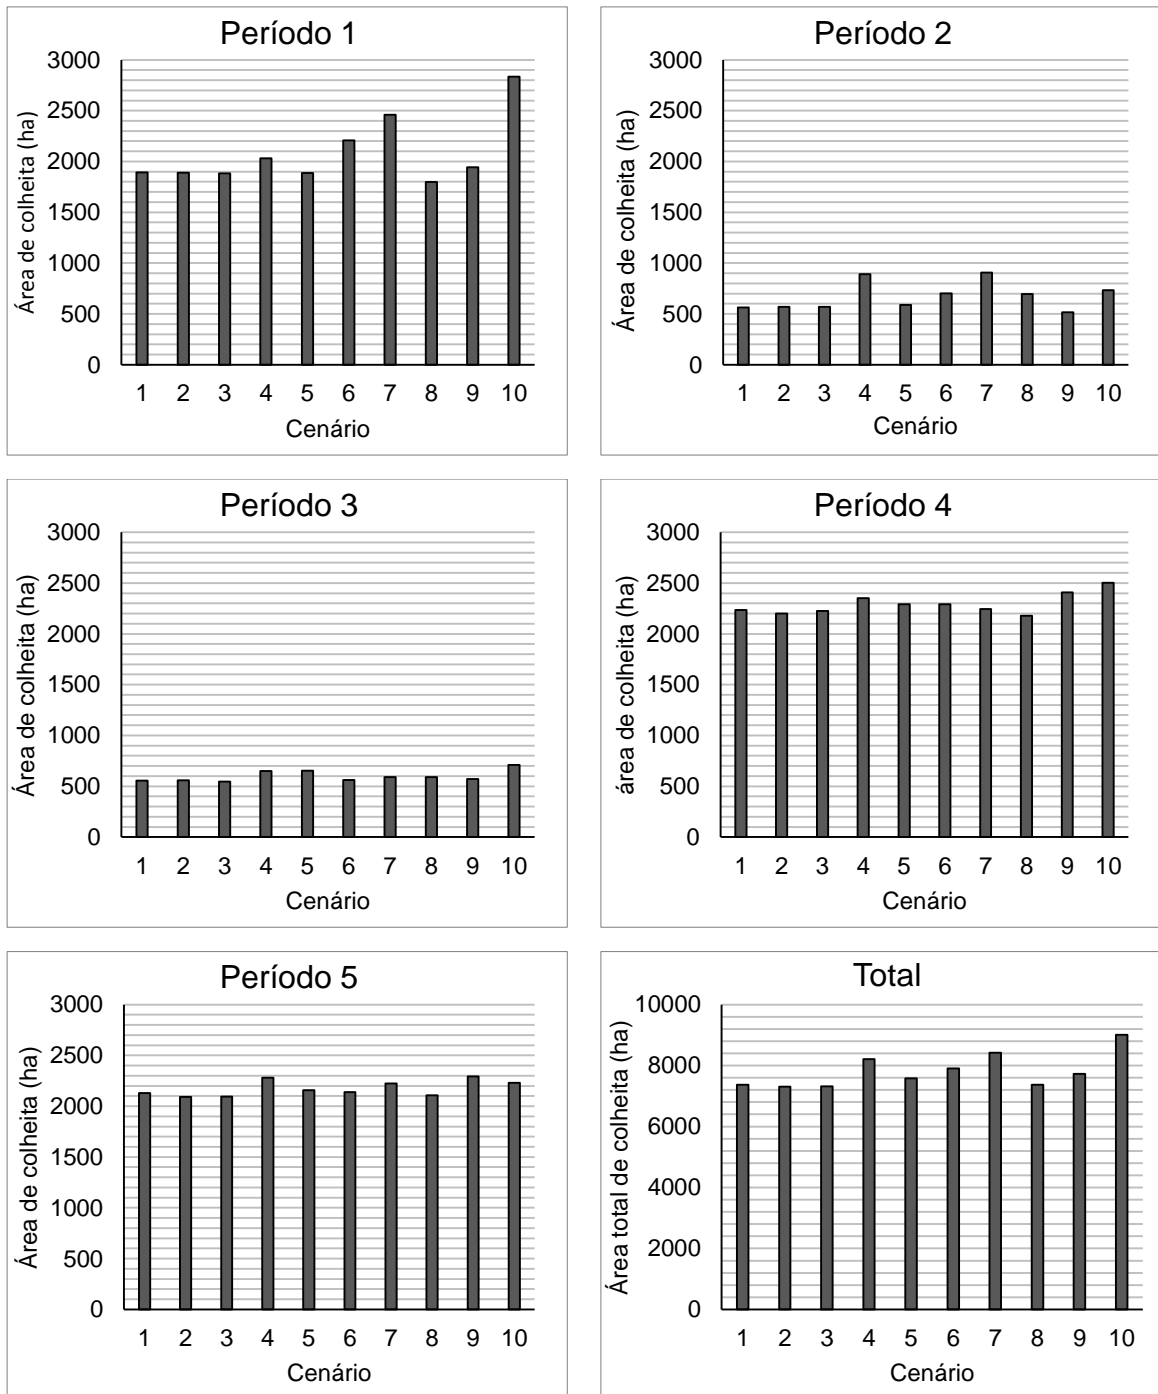 Período 1
Área de colheita (ha)
3000
2500
2000
1500
1000
500
0
1 2 3 4 5 6 7 8 9 10
Cenário
Período 2
Área de colheita (ha)
3000
2500
2000
1500
1000
500
0
1 2 3 4 5 6 7 8 9 10
Cenário
Período 3
Área de colheita (ha)
3000
2500
2000
1500
1000
500
0
1 2 3 4 5 6 7 8 9 10
Cenário
Período 4
área de colheita (ha)
3000
2500
2000
1500
1000
500
0
1 2 3 4 5 6 7 8 9 10
Cenário
Período 5
Área de colheita (ha)
3000
2500
2000
1500
1000
500
0
1 2 3 4 5 6 7 8 9 10
Cenário
Total
Área total de colheita (ha)
10000
8000
6000
4000
2000
0
1 2 3 4 5 6 7 8 9 10
Cenário